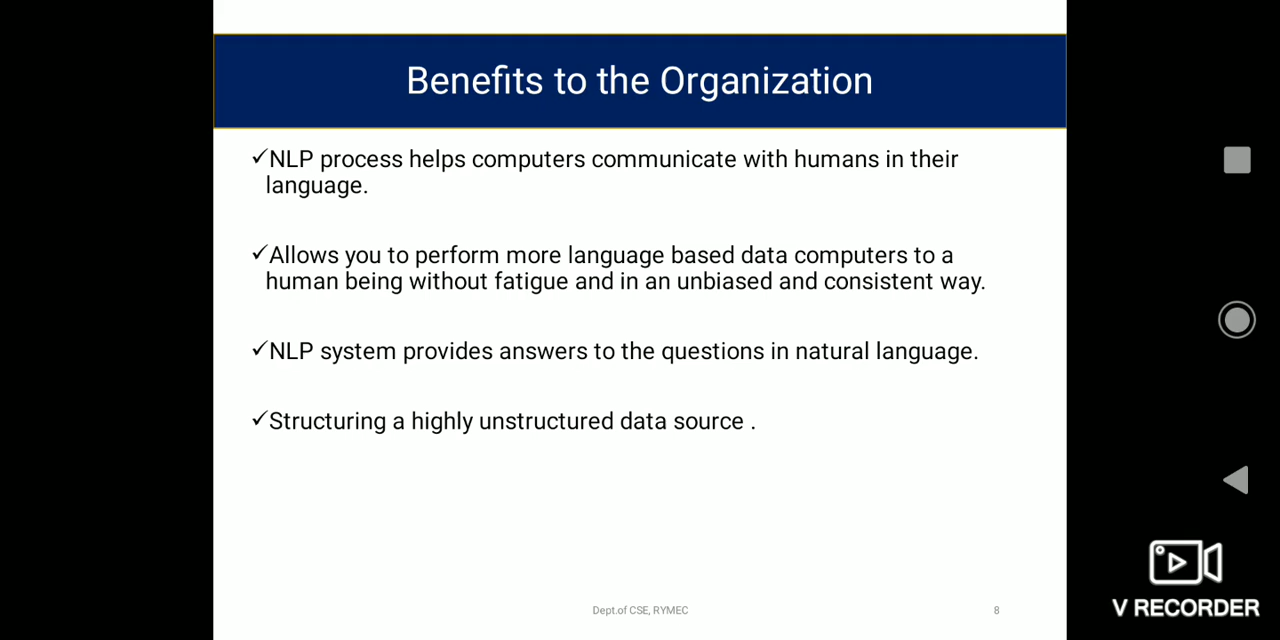 Benefits to the Organization
✓NLP process helps computers communicate with humans in their
language.
✓Allows you to perform more language based data computers to a
human being without fatigue and in an unbiased and consistent way.
✓NLP system provides answers to the questions in natural language.
✓Structuring a highly unstructured data source .
Dept.of CSE, RYMEC
8
V RECORDER